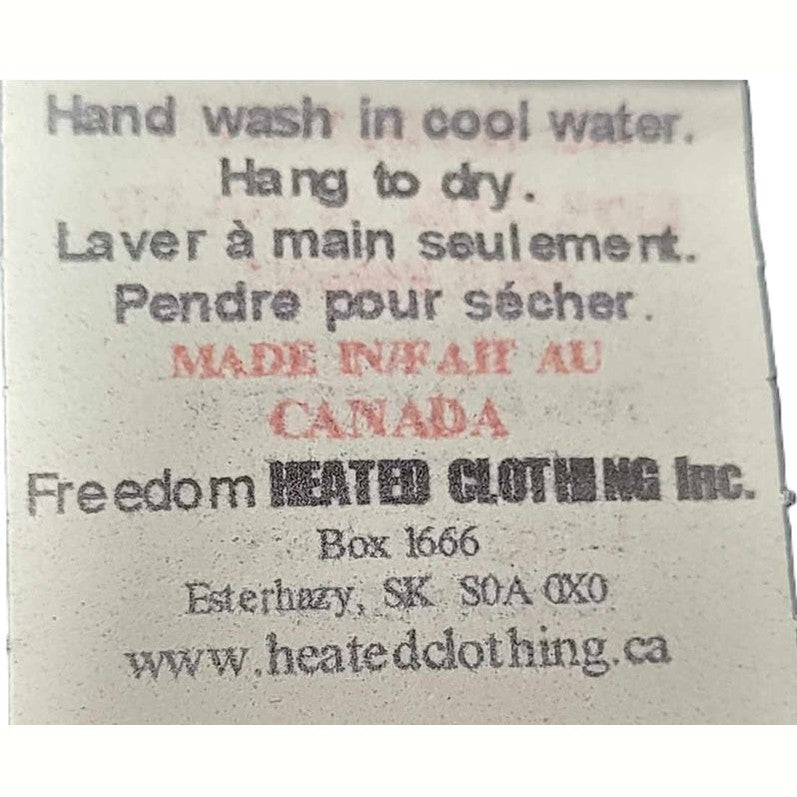 Hand wash in cool water.
Hang to dry.
Laver à main seulement.
Pendre pour sécher.
MADE IN/FAIT AU
CANADA
Freedom HEATED CLOTHING Inc.
Box 1666
Esterhazy, SK S0A 0X0
www.heatedclothing.ca